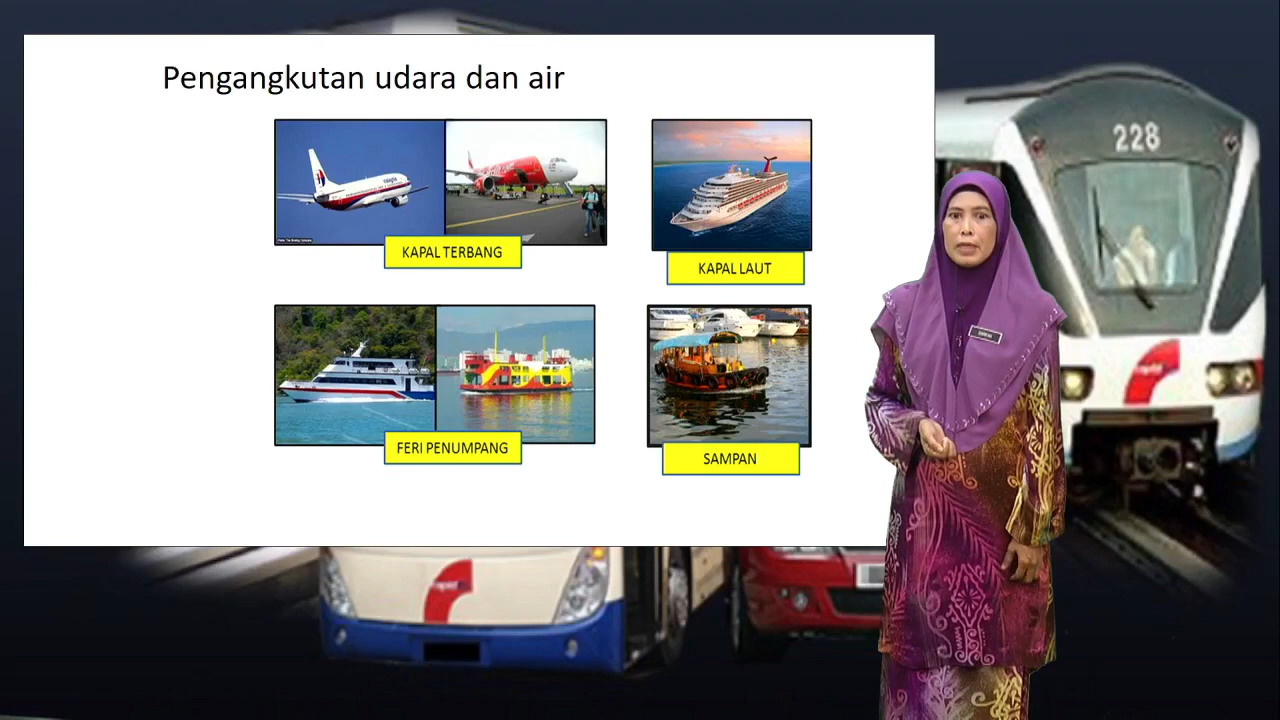 Pengangkutan udara dan air
KAPAL TERBANG
KAPAL LAUT
FERI PENUMPANG
SAMPAN
228